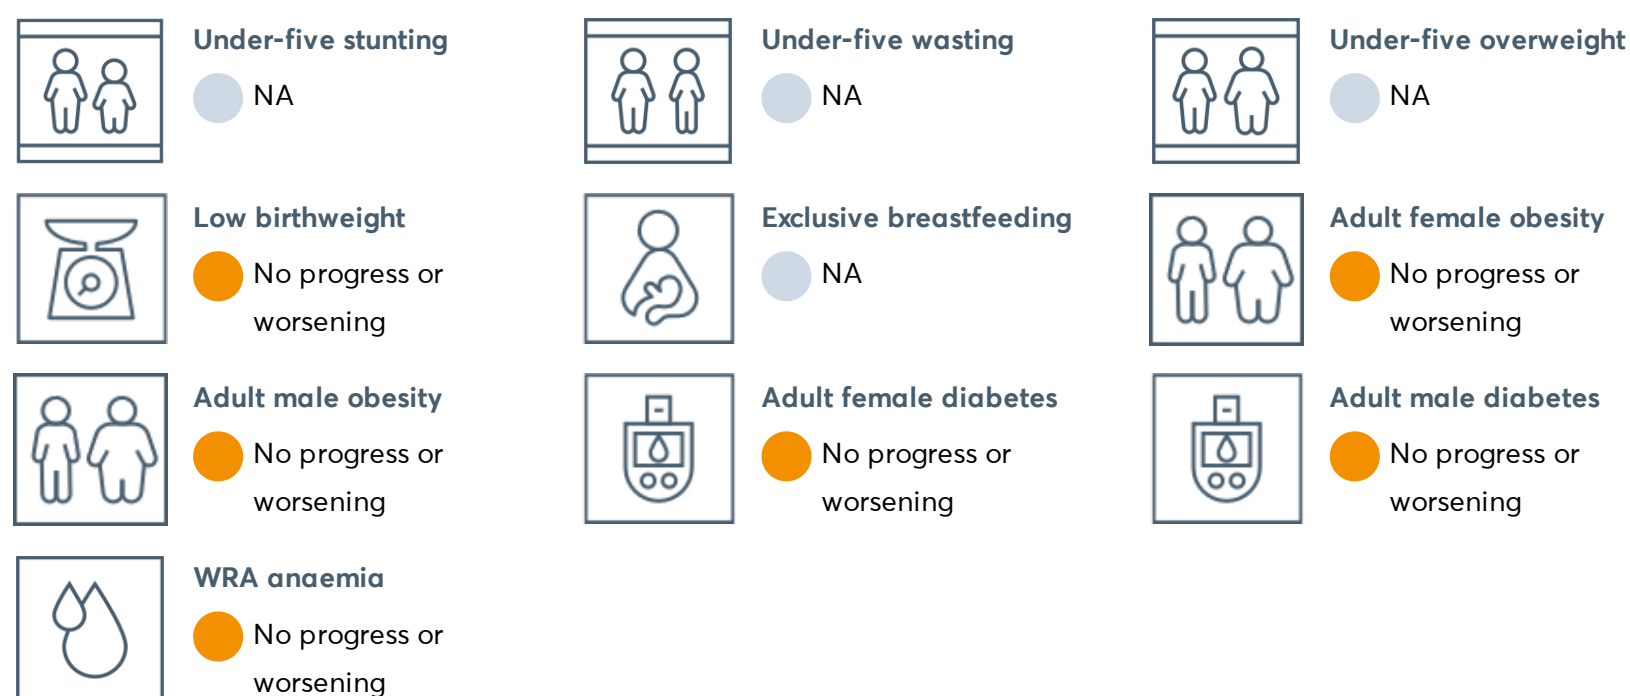 Under-five stunting
NA
Under-five wasting
NA
Under-five overweight
NA
Low birthweight
No progress or
worsening
Exclusive breastfeeding
NA
Adult female obesity
No progress or
worsening
Adult male obesity
No progress or
worsening
Adult female diabetes
No progress or
worsening
Adult male diabetes
No progress or
worsening
WRA anaemia
No progress or
worsening